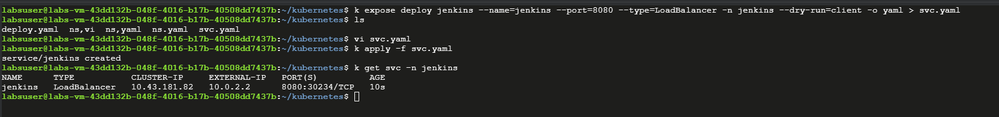 labsuser@labs-vm-43dd132b-048f-4016-b17b-40508dd7437b:~/kubernetes$ k expose deploy jenkins --name=jenkins --port=8080 --type=LoadBalancer -n jenkins --dry-run=client -o yaml > svc.yaml
labsuser@labs-vm-43dd132b-048f-4016-b17b-40508dd7437b:~/kubernetes$ ls
deploy.yaml  ns,vi  ns,yaml  ns.yaml  svc.yaml
labsuser@labs-vm-43dd132b-048f-4016-b17b-40508dd7437b:~/kubernetes$ vi svc.yaml
labsuser@labs-vm-43dd132b-048f-4016-b17b-40508dd7437b:~/kubernetes$ k apply -f svc.yaml
service/jenkins created
labsuser@labs-vm-43dd132b-048f-4016-b17b-40508dd7437b:~/kubernetes$ k get svc -n jenkins
NAME      TYPE           CLUSTER-IP     EXTERNAL-IP   PORT(S)          AGE
jenkins   LoadBalancer   10.43.181.82   10.0.2.2      8080:30234/TCP   10s
labsuser@labs-vm-43dd132b-048f-4016-b17b-40508dd7437b:~/kubernetes$